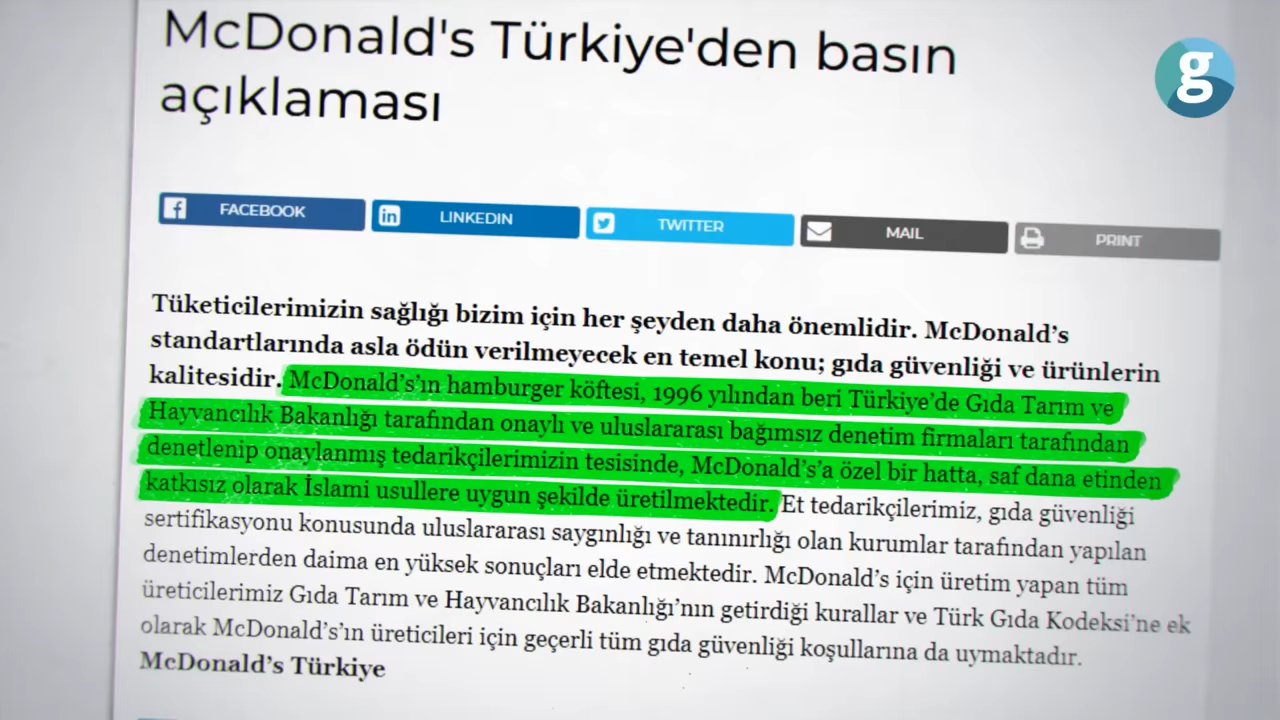 McDonald's Türkiye'den basın
açıklaması
g
FACEBOOK
LINKEDIN
TWITTER
MAIL
PRINT
Tüketicilerimizin sağlığı bizim için her şeyden daha önemlidir. McDonald’s
standartlarında asla ödün verilmeyecek en temel konu; gıda güvenliği ve ürünlerin
kalitesidir. McDonald’s’ın hamburger köftesi, 1996 yılından beri Türkiye’de Gıda Tarım ve
Hayvancılık Bakanlığı tarafından onaylı ve uluslararası bağımsız denetim firmaları tarafından
denetlenip onaylanmış tedarikçilerimizin tesisinde, McDonald’s’a özel bir hatta, saf dana etinden
katkısız olarak İslami usullere uygun şekilde üretilmektedir. Et tedarikçilerimiz, gıda güvenliği
sertifikasyonu konusunda uluslararası saygınlığı ve tanınırlığı olan kurumlar tarafından yapılan
denetimlerden daima en yüksek sonuçları elde etmektedir. McDonald’s için üretim yapan tüm
üreticilerimiz Gıda Tarım ve Hayvancılık Bakanlığı’nın getirdiği kurallar ve Türk Gıda Kodeksi’ne ek
olarak McDonald’s’ın üreticileri için geçerli tüm gıda güvenliği koşullarına da uymaktadır.
McDonald’s Türkiye